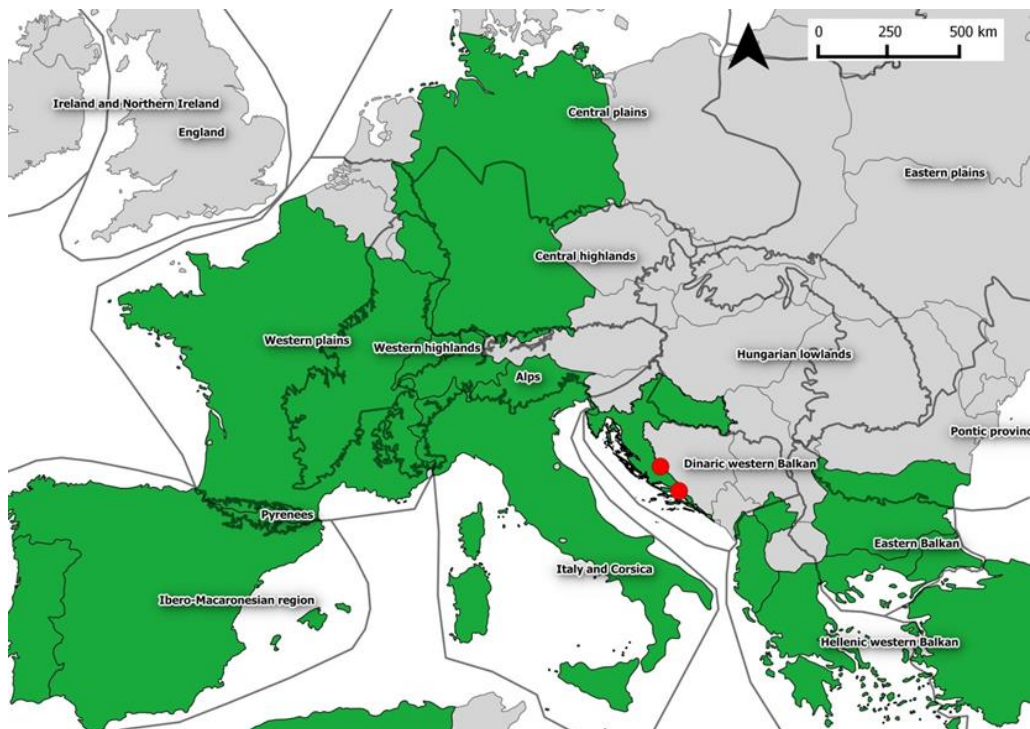 0 250 500 km
Ireland and Northern Ireland
England
Central plains
Eastern plains
Central highlands
Western plains
Western highlands
Hungarian lowlands
Alps
Pontic provinc
Dinaric western Balkan
Pyrenees
Eastern Balkan
Italy and Corsica
Ibero-Macaronesian region
Hellenic western Balkan